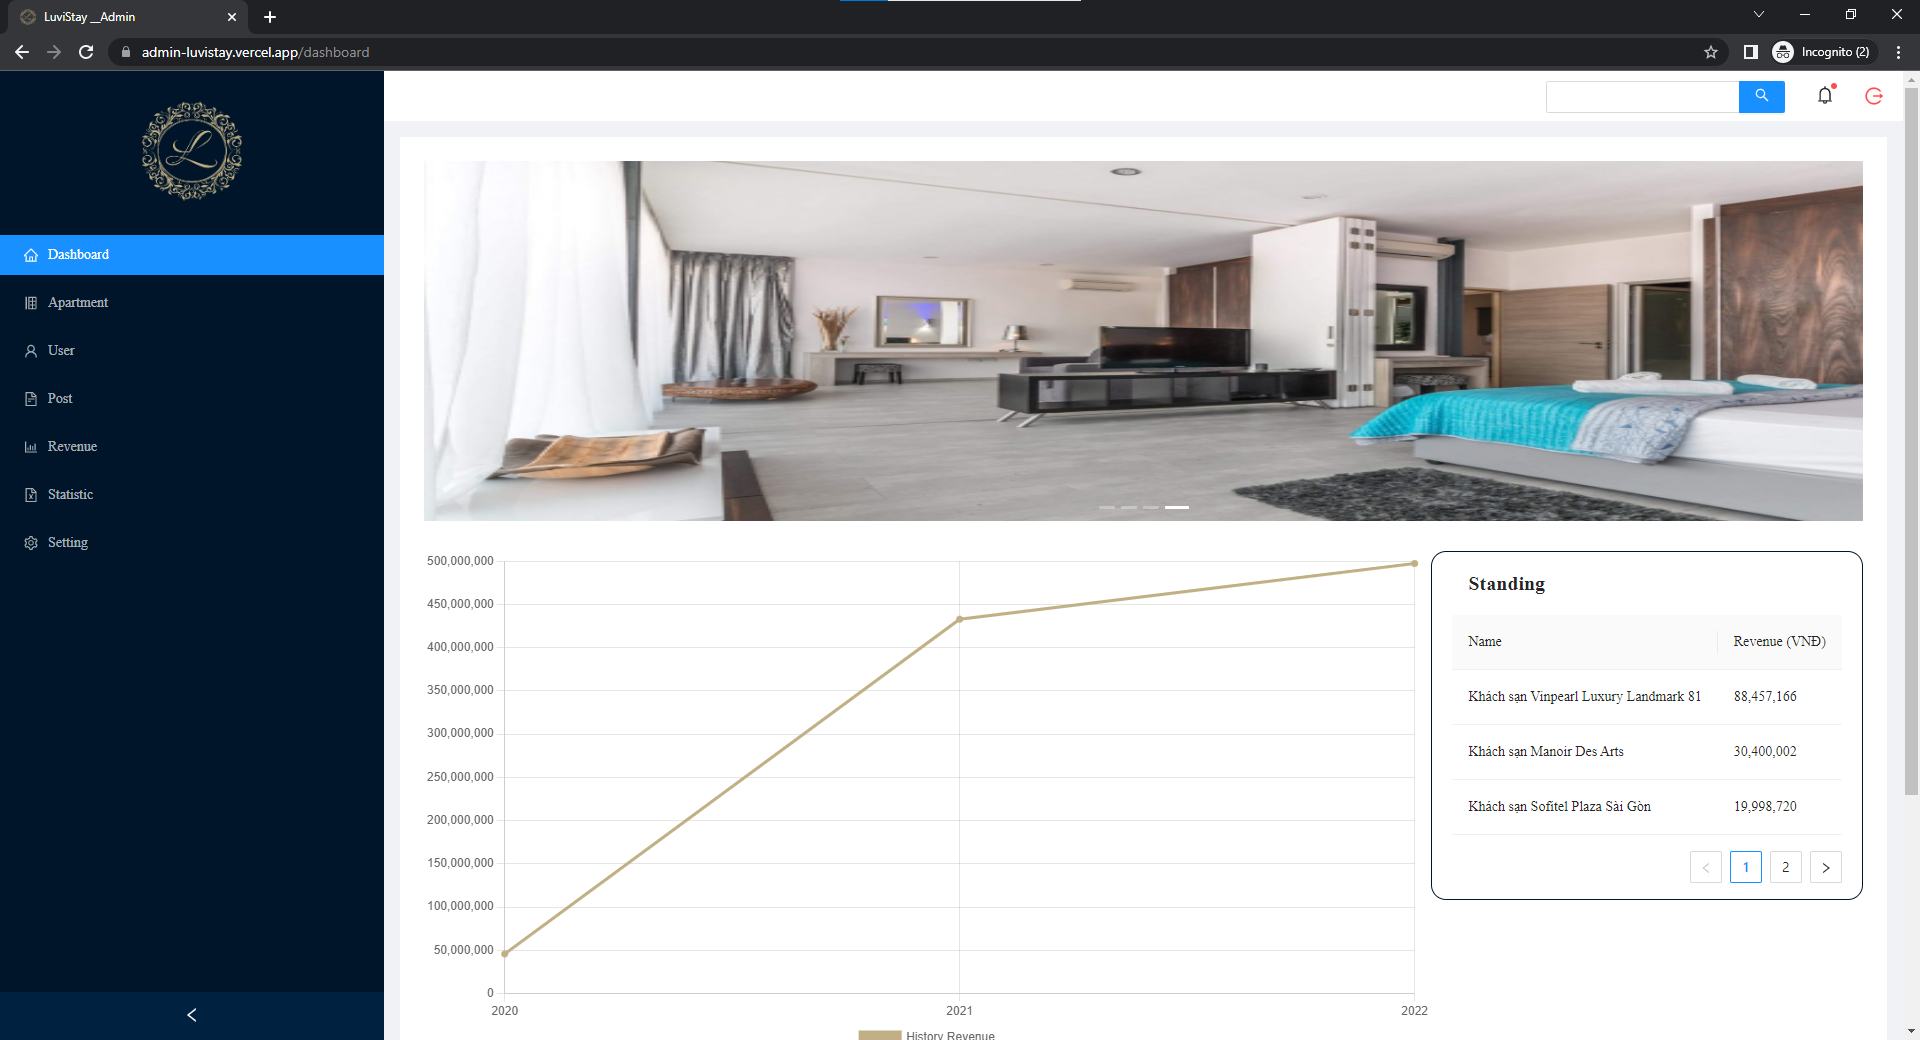 LuviStay __Admin
admin-luvistay.vercel.app/dashboard
Incognito (2)
L
Dashboard
Apartment
User
Post
Revenue
Statistic
Setting
500,000,000
450,000,000
400,000,000
350,000,000
300,000,000
250,000,000
200,000,000
150,000,000
100,000,000
50,000,000
0
2020 2021 2022
History Revenue
Standing
Name Revenue (VNĐ)
Khách sạn Vinpearl Luxury Landmark 81 88,457,166
Khách sạn Manoir Des Arts 30,400,002
Khách sạn Sofitel Plaza Sài Gòn 19,998,720
1 2